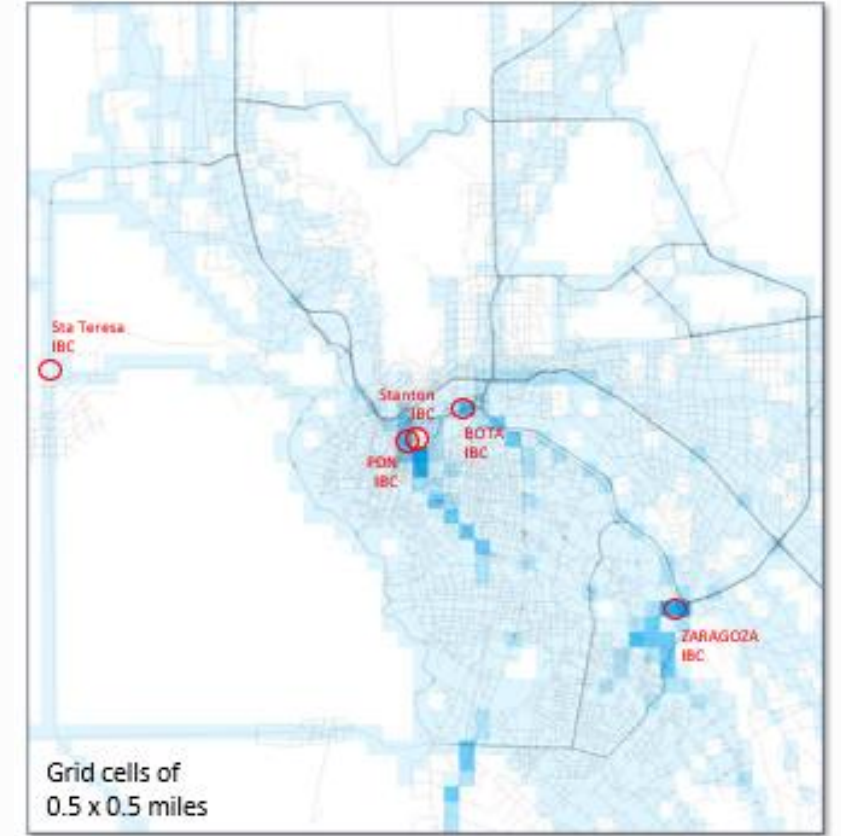 Sta Teresa
IBC
Stanton
IBC
BOTA
IBC
PDN
IBC
ZARAGOZA
IBC
Grid cells of
0.5 x 0.5 miles